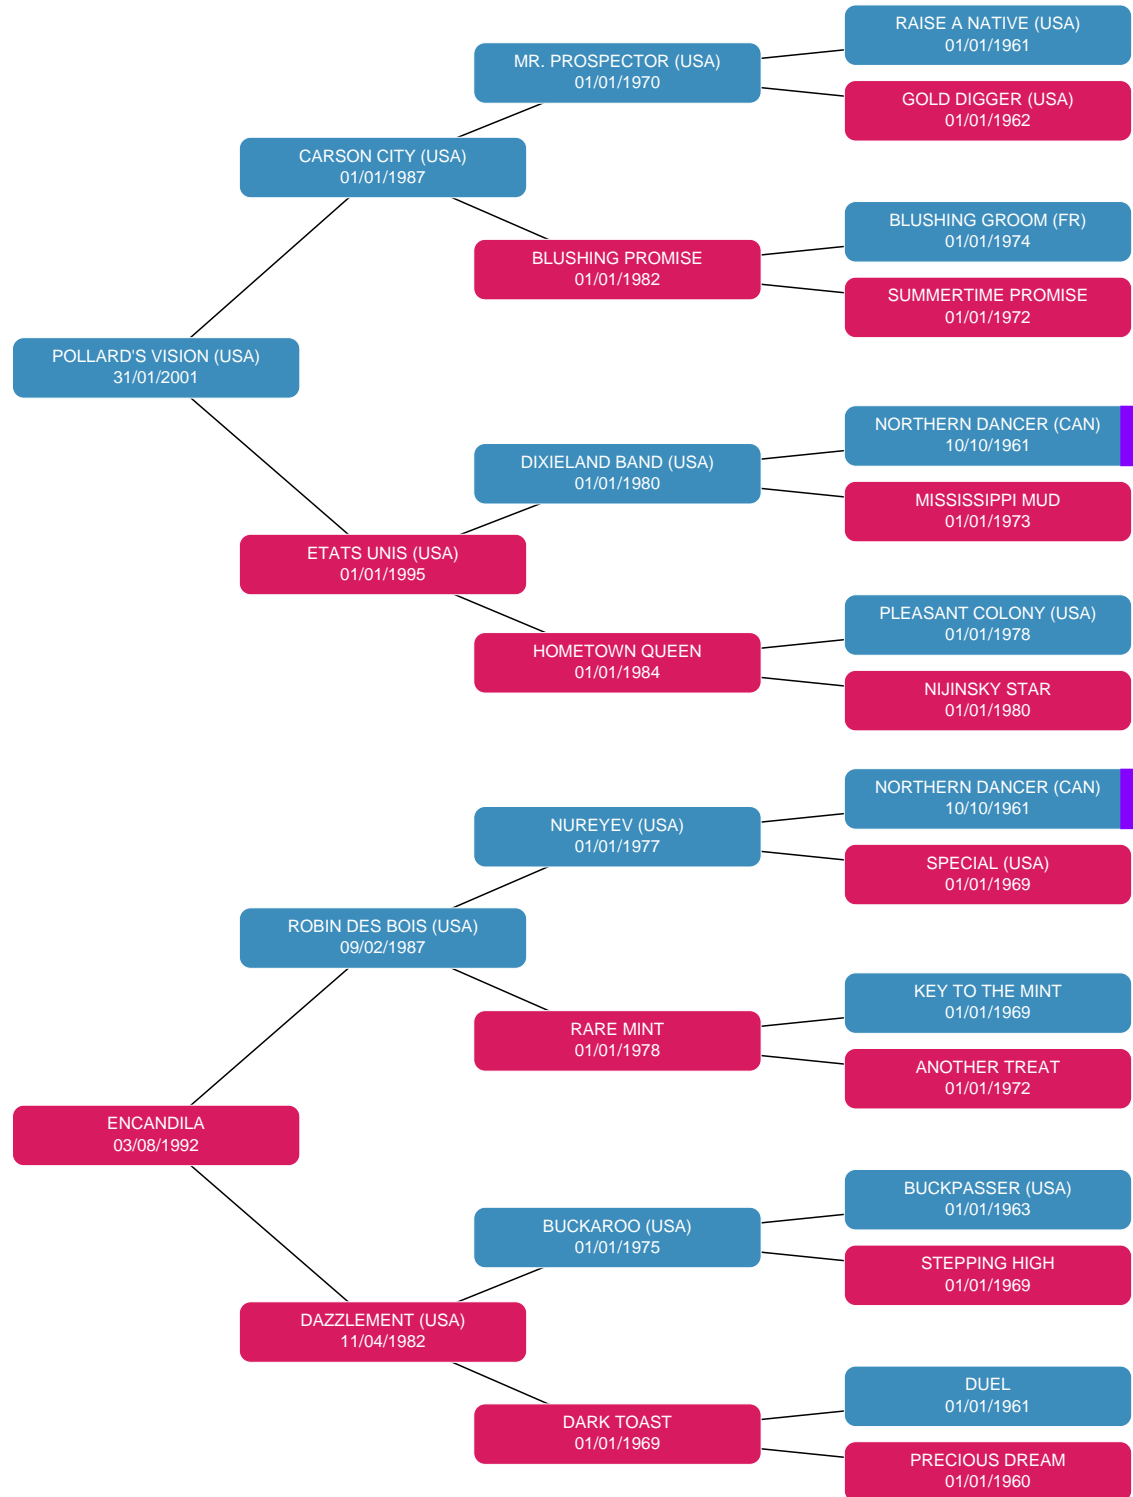 RAISE A NATIVE (USA)
01/01/1961
MR. PROSPECTOR (USA)
01/01/1970
GOLD DIGGER (USA)
01/01/1962
CARSON CITY (USA)
01/01/1987
BLUSHING GROOM (FR)
01/01/1974
BLUSHING PROMISE
01/01/1982
SUMMERTIME PROMISE
01/01/1972
POLLARD'S VISION (USA)
31/01/2001
NORTHERN DANCER (CAN)
10/10/1961
DIXIELAND BAND (USA)
01/01/1980
MISSISSIPPI MUD
01/01/1973
ETATS UNIS (USA)
01/01/1995
PLEASANT COLONY (USA)
01/01/1978
HOMETOWN QUEEN
01/01/1984
NIJINSKY STAR
01/01/1980
NORTHERN DANCER (CAN)
10/10/1961
NUREYEV (USA)
01/01/1977
SPECIAL (USA)
01/01/1969
ROBIN DES BOIS (USA)
09/02/1987
KEY TO THE MINT
01/01/1969
RARE MINT
01/01/1978
ANOTHER TREAT
01/01/1972
ENCANDILA
03/08/1992
BUCKPASSER (USA)
01/01/1963
BUCKAROO (USA)
01/01/1975
STEPPING HIGH
01/01/1969
DAZZLEMENT (USA)
11/04/1982
DUEL
01/01/1961
DARK TOAST
01/01/1969
PRECIOUS DREAM
01/01/1960